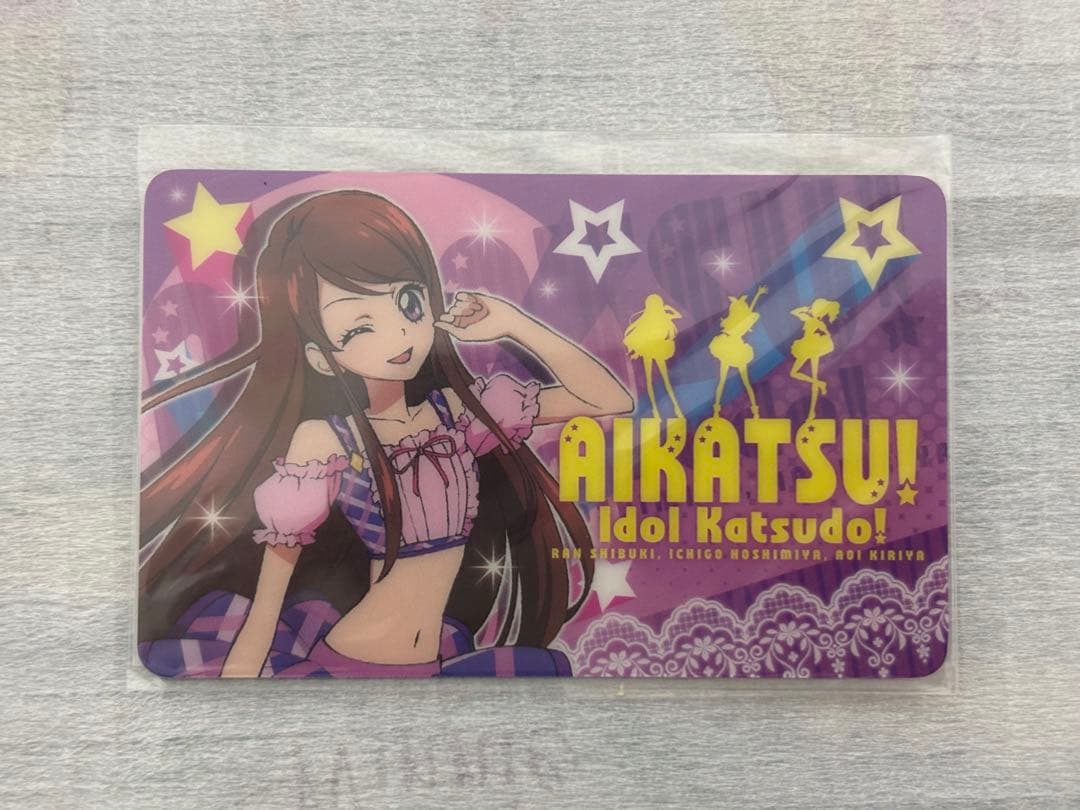 AIKATSU!
Idol Katsudo!
RAN SHIBUKI, ICHIGO HOSHIMIYA, AOI KIRIYA